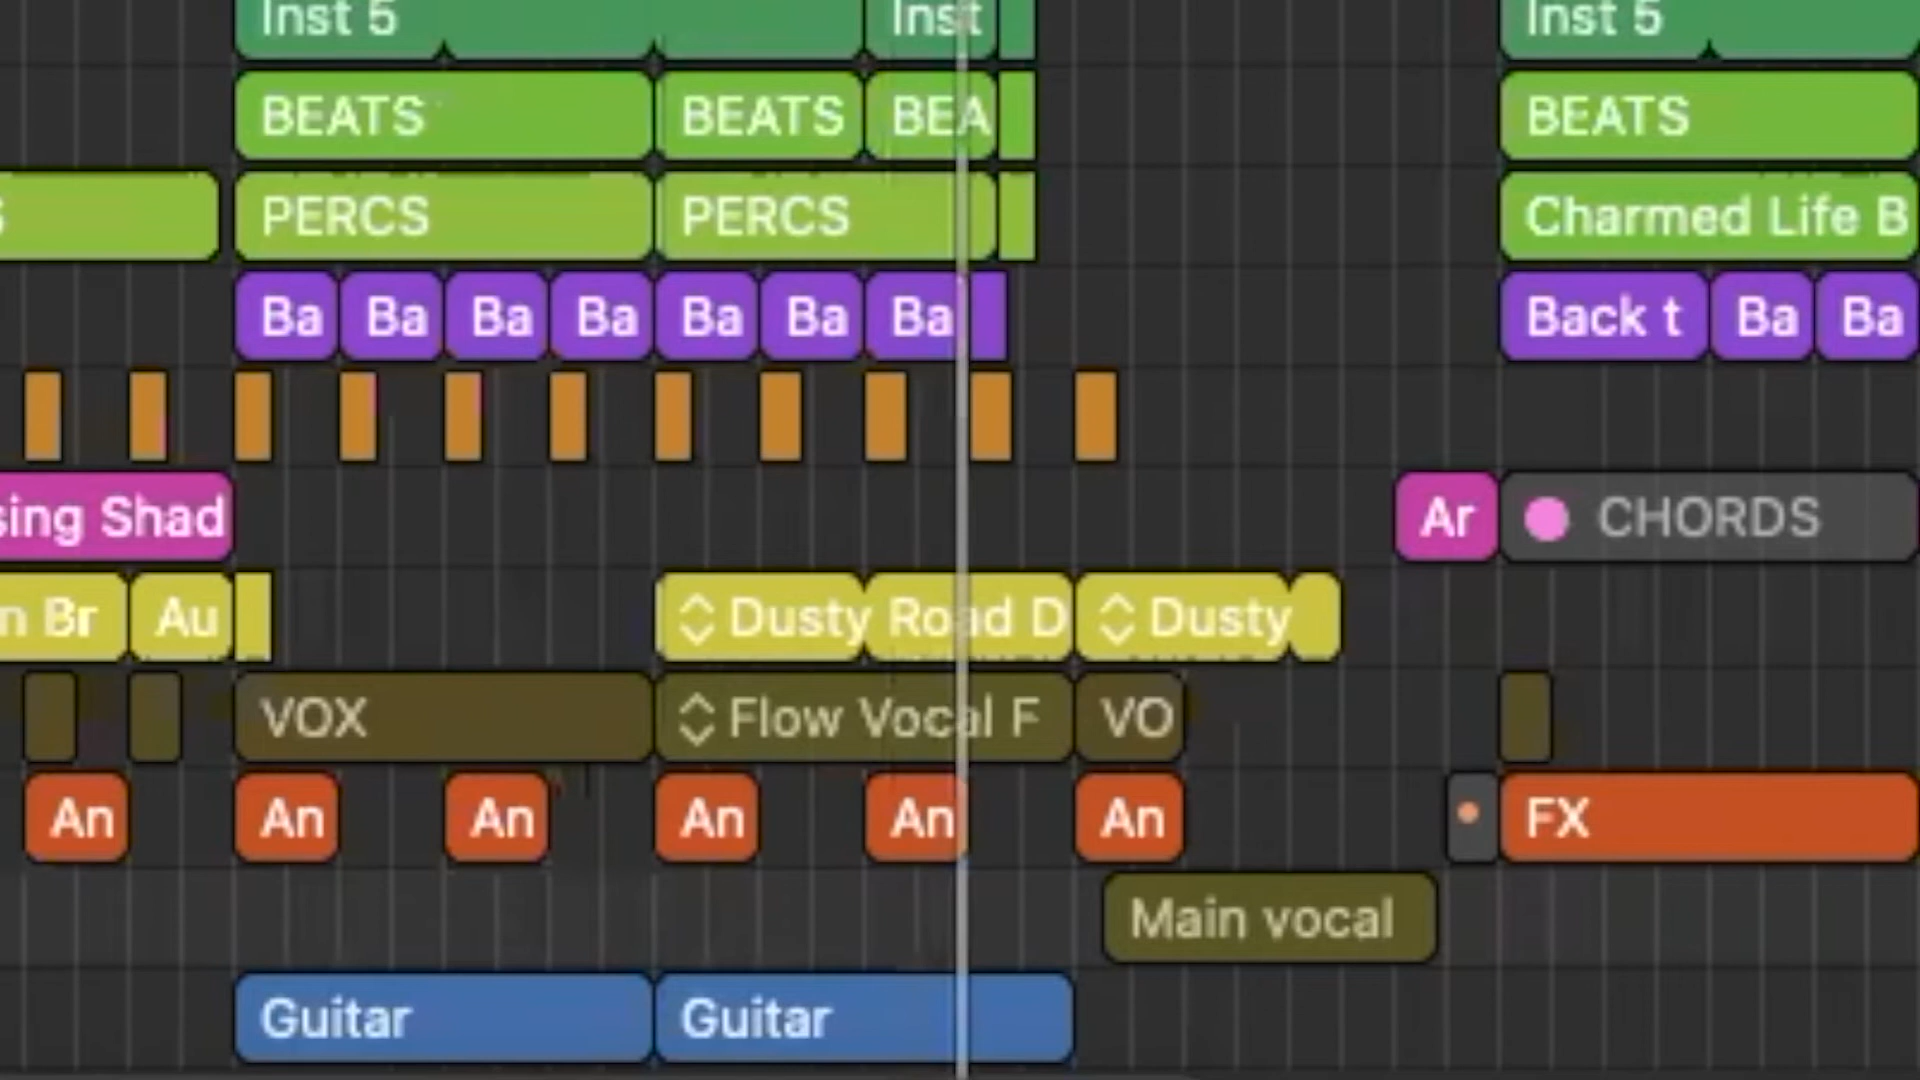 Inst 5 Inst Inst 5
BEATS BEATS BEA BEATS
PERCS PERCS Charmed Life B
Ba Ba Ba Ba Ba Ba Ba Back t Ba Ba
sing Shad Ar CHORDS
n Br Au Dusty Road D Dusty
VOX Flow Vocal F VO
An An An An An An FX
Main vocal
Guitar Guitar